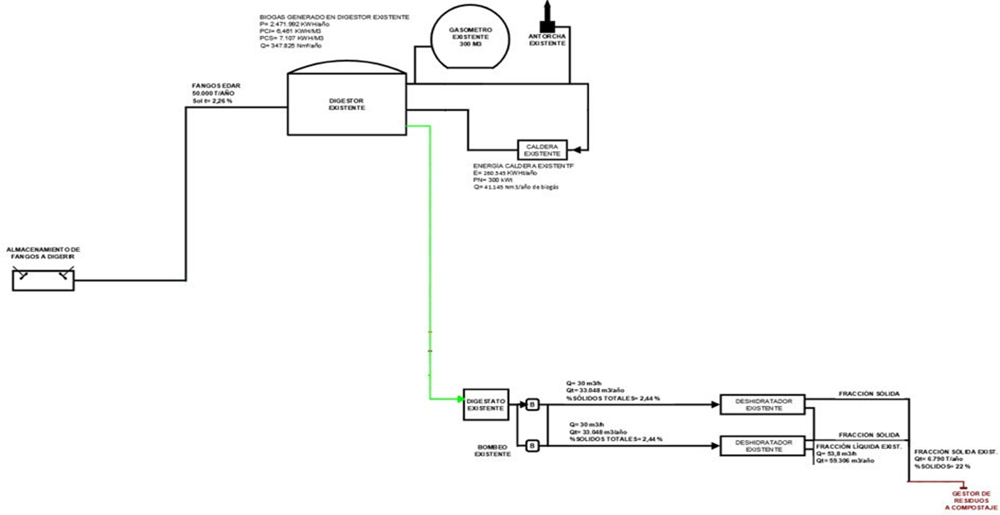 BIOGAS GENERADO EN DIGESTOR EXISTENTE
P= 2.471.992 KWH/año
PCI= 6,461 KWH/M3
PCS= 7.107 KWH/M3
Q= 347.825 Nm³/año
GASOMETRO
EXISTENTE
300 M3
ANTORCHA
EXISTENTE
FANGOS EDAR
50.000 T/AÑO
Sol t= 2,26 %
DIGESTOR
EXISTENTE
CALDERA
EXISTENTE
ENERGÍA CALDERA EXISTENTF
E= 260.545 KWHt/año
PN= 300 kWt
Q= 41.145 Nm3/año de biogás
ALMACENAMIENTO DE
FANGOS A DIGERIR
DIGESTATO
EXISTENTE
B
Q= 30 m3/h
Qt= 33.048 m3/año
%SÓLIDOS TOTALES= 2,44 %
DESHIDRATADOR
EXISTENTE
FRACCIÓN SÓLIDA
BOMBEO
EXISTENTE
B
Q= 30 m3/h
Qt= 33.048 m3/año
%SOLIDOS TOTALES= 2,44 %
DESHIDRATADOR
EXISTENTE
FRACCIÓN SÓLIDA
FRACCIÓN LÍQUIDA EXIST.
Q= 53,8 m3/h
Qt= 59.306 m3/año
FRACCIÓN SÓLIDA EXIST.
Qt= 6.790 T/año
%SOLIDOS= 22 %
GESTOR DE
RESIDUOS
A COMPOSTAJE